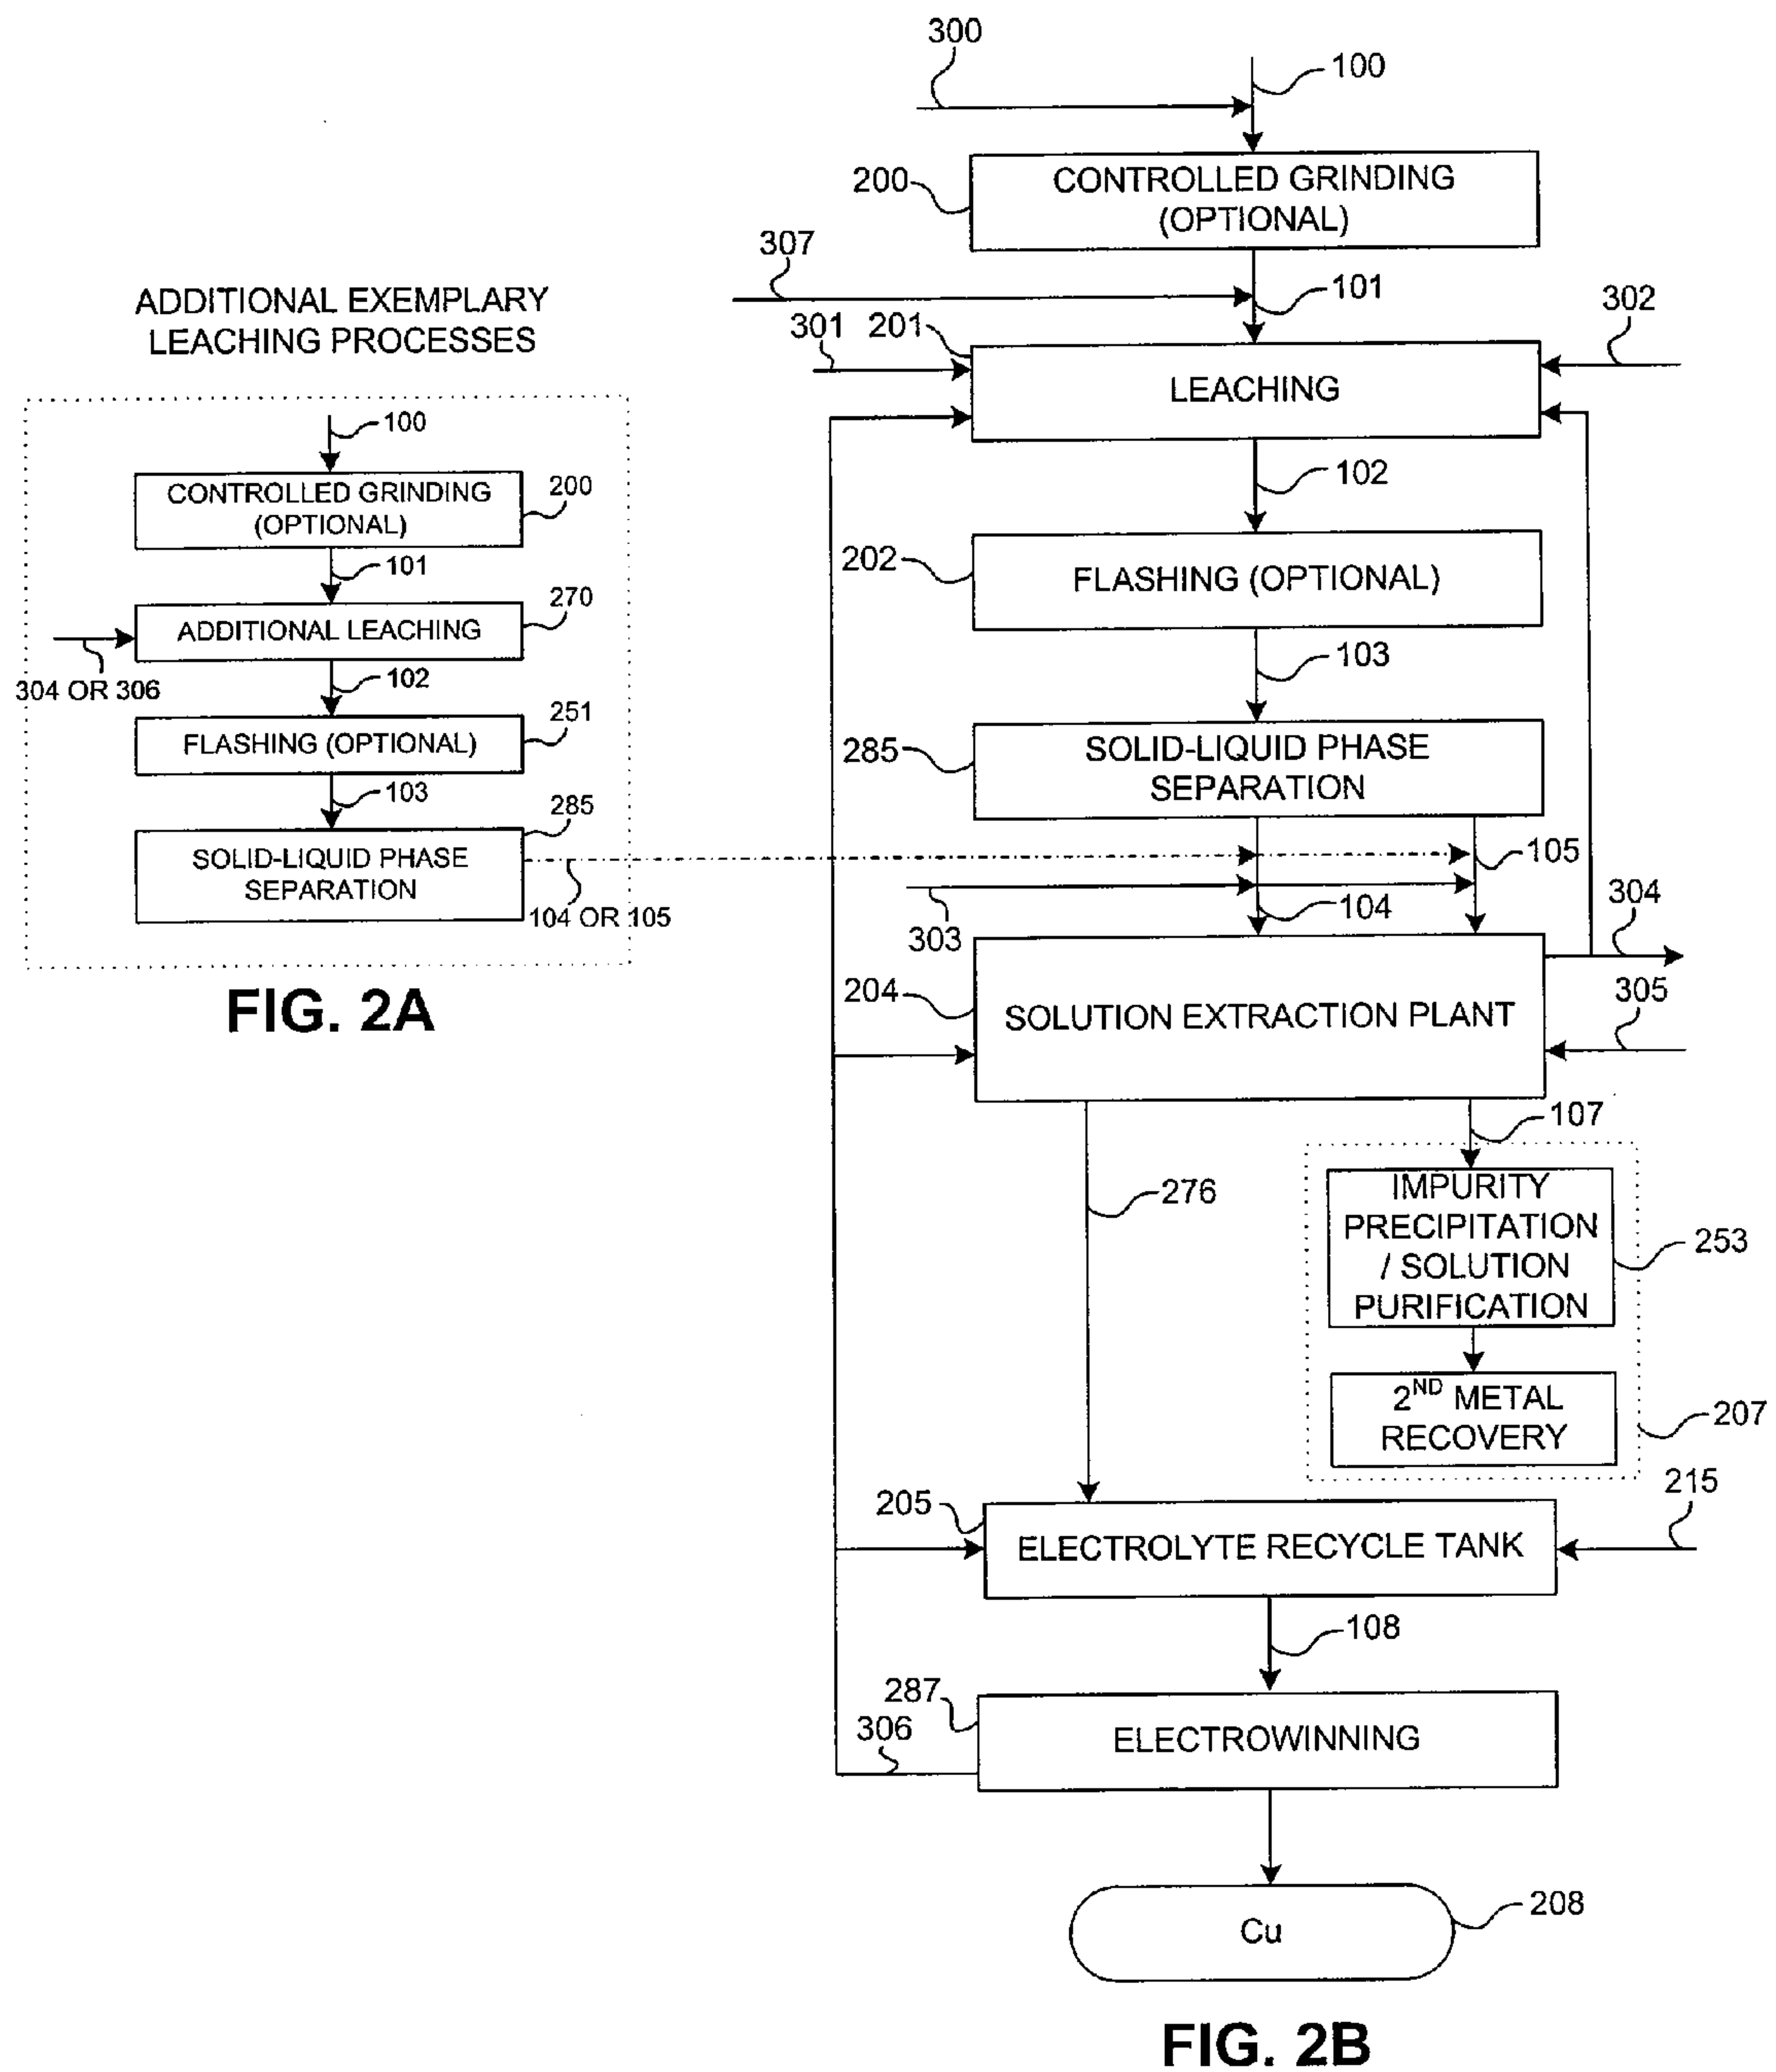 300
100
200
CONTROLLED GRINDING
(OPTIONAL)
307
101
301
201
302
LEACHING
102
202
FLASHING (OPTIONAL)
103
285
SOLID-LIQUID PHASE
SEPARATION
105
303
104
304
204
SOLUTION EXTRACTION PLANT
305
107
276
IMPURITY
PRECIPITATION
/ SOLUTION
PURIFICATION
253
2ND METAL
RECOVERY
207
205
ELECTROLYTE RECYCLE TANK
215
108
287
306
ELECTROWINNING
Cu
208
FIG. 2B
ADDITIONAL EXEMPLARY
LEACHING PROCESSES
100
CONTROLLED GRINDING
(OPTIONAL)
200
101
ADDITIONAL LEACHING
270
304 OR 306
102
FLASHING (OPTIONAL)
251
103
285
SOLID-LIQUID PHASE
SEPARATION
104 OR 105
FIG. 2A